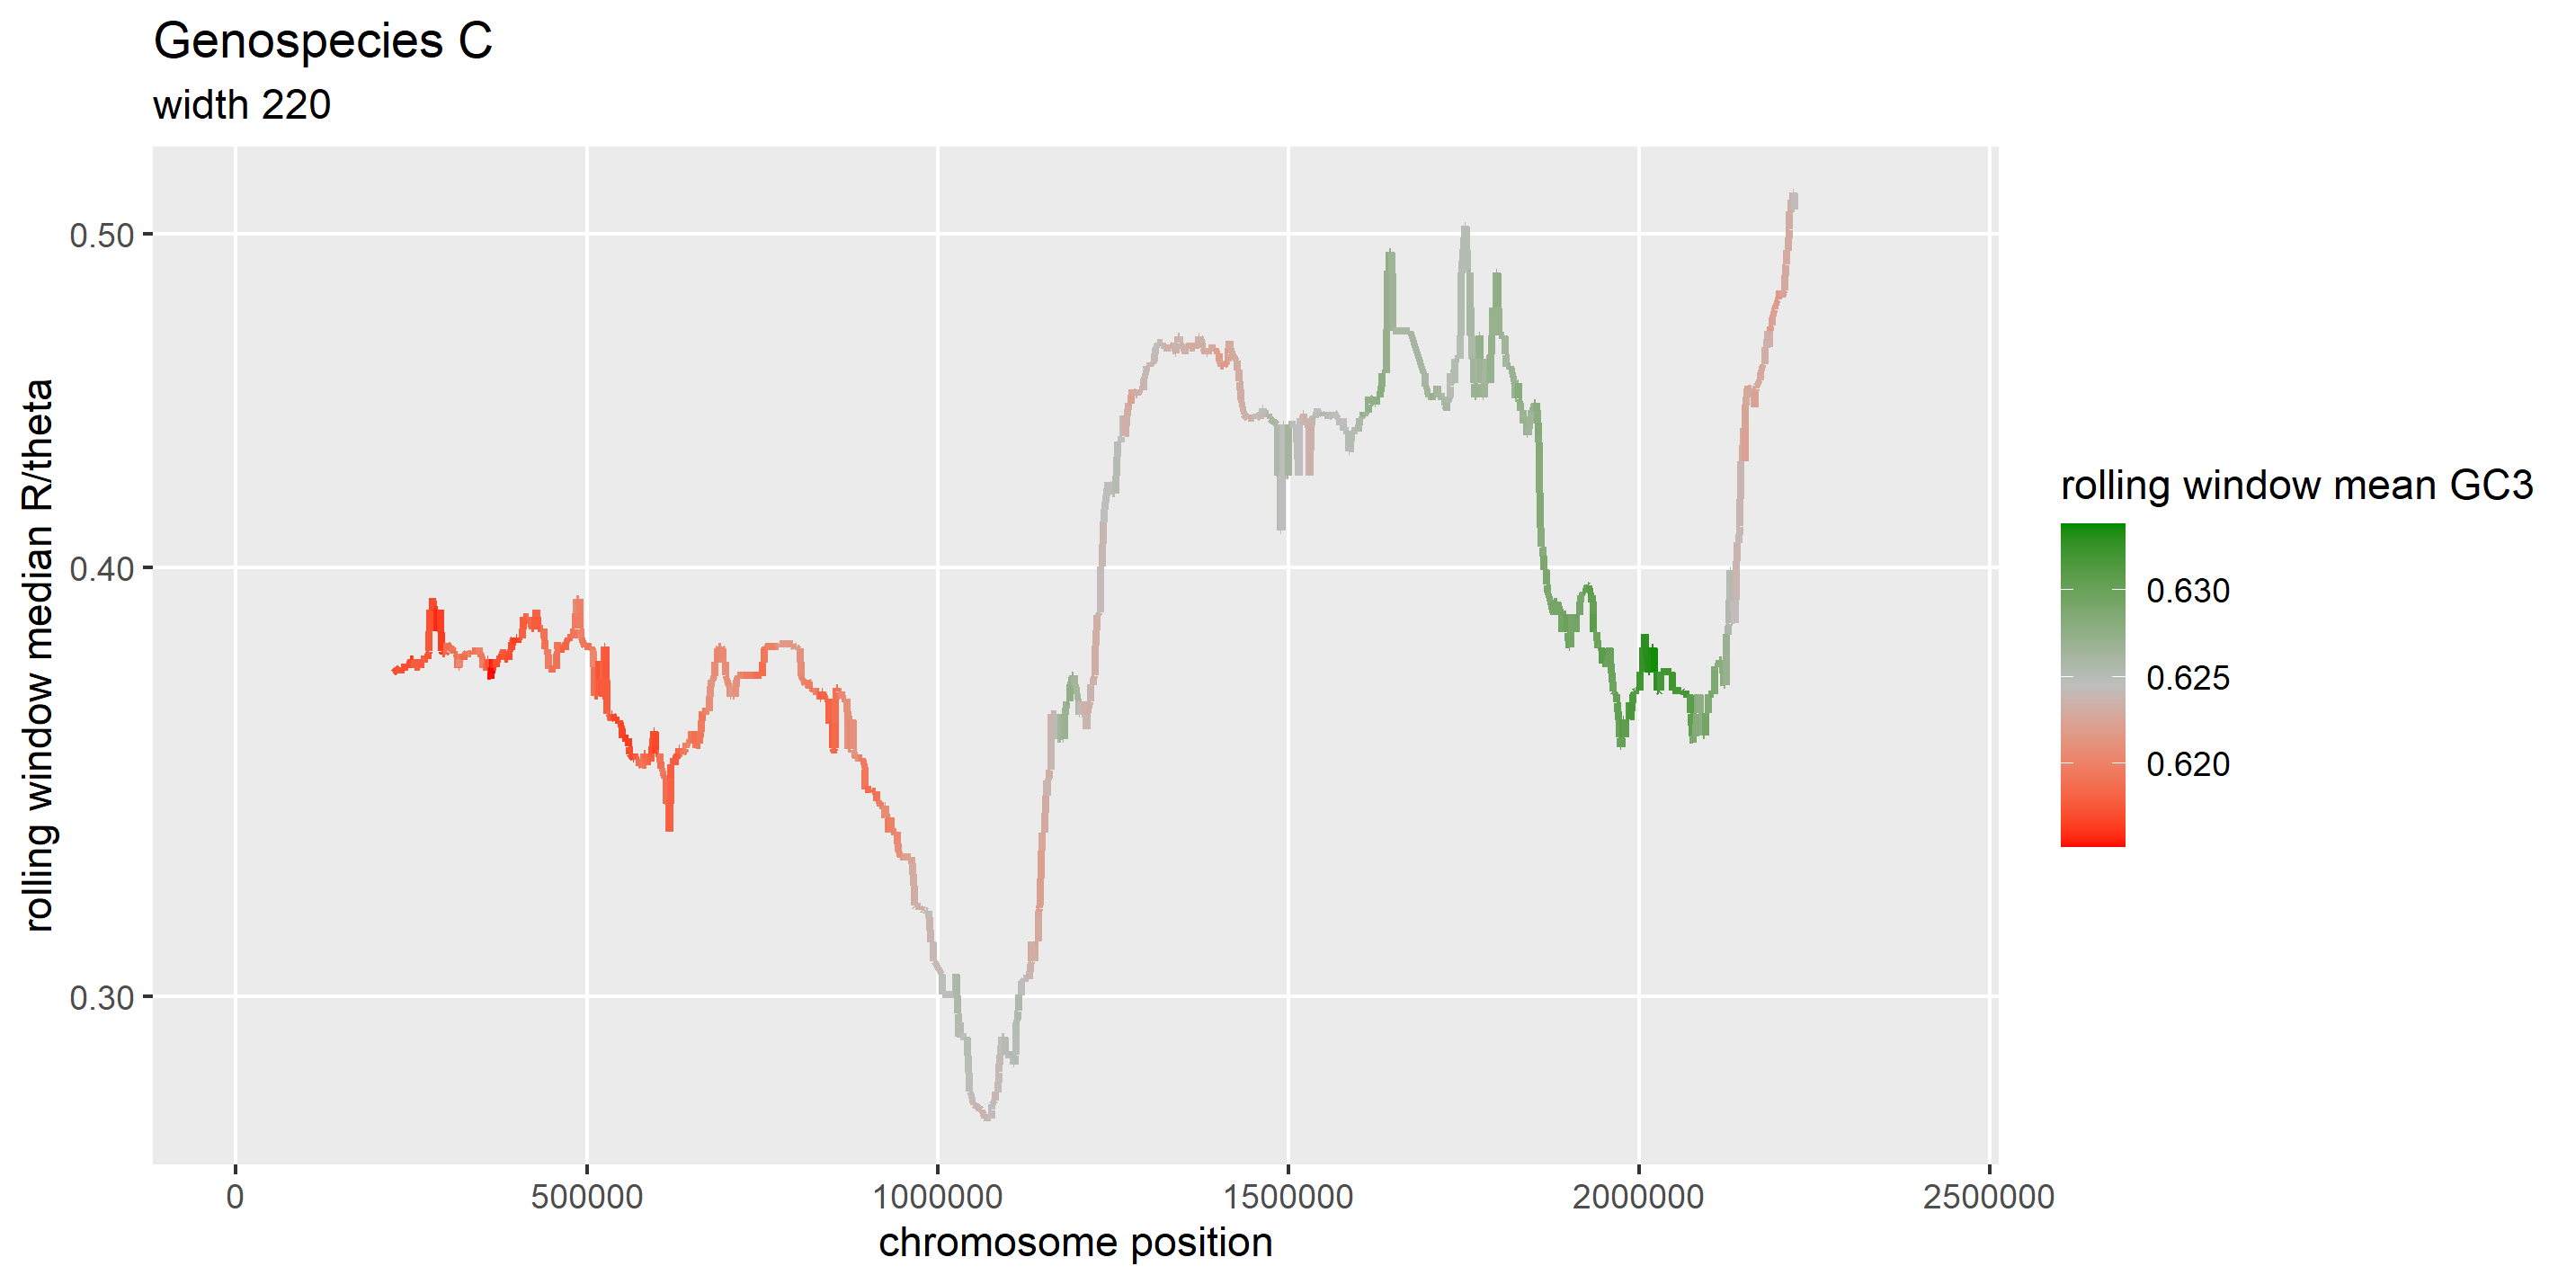 Genospecies C
width 220
rolling window median R/theta
0.50
0.40
0.30
0
500000
1000000
1500000
2000000
2500000
chromosome position
rolling window mean GC3
0.630
0.625
0.620